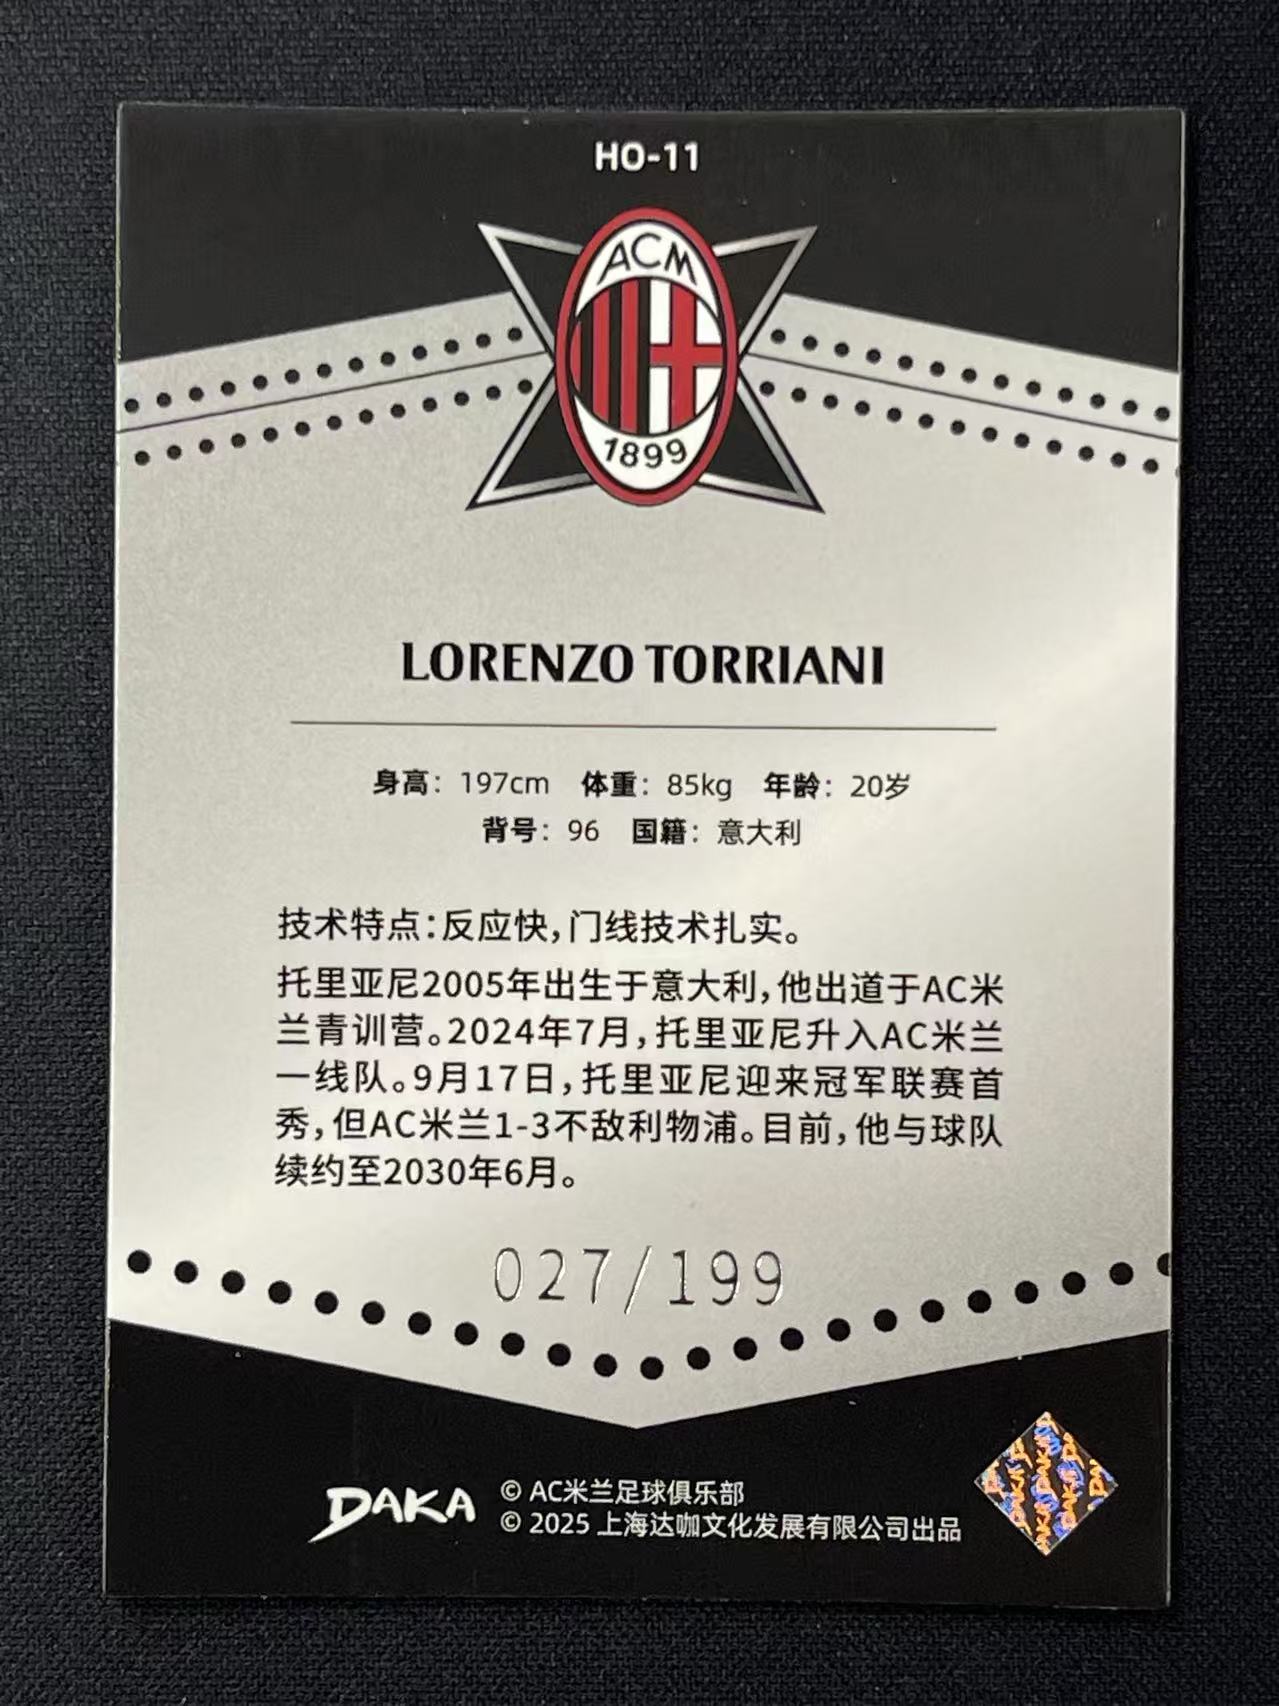 HO-11
ACM
1899
LORENZO TORRIANI
身高：197cm 体重：85kg 年龄：20岁
背号：96 国籍：意大利
技术特点：反应快，门线技术扎实。
托里亚尼2005年出生于意大利，他出道于AC米
兰青训营。2024年7月，托里亚尼升入AC米兰
一线队。9月17日，托里亚尼迎来冠军联赛首
秀，但AC米兰1-3不敌利物浦。目前，他与球队
续约至2030年6月。
027/199
DAKA
© AC米兰足球俱乐部
© 2025 上海达咖文化发展有限公司出品